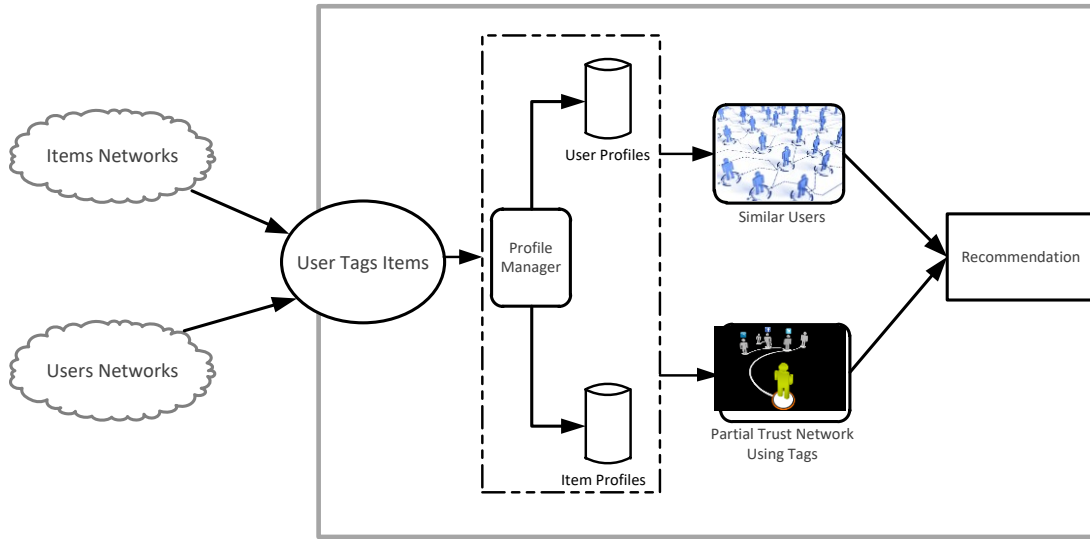 Items Networks
Users Networks
User Tags Items
Profile
Manager
User Profiles
Item Profiles
Similar Users
Partial Trust Network
Using Tags
Recommendation